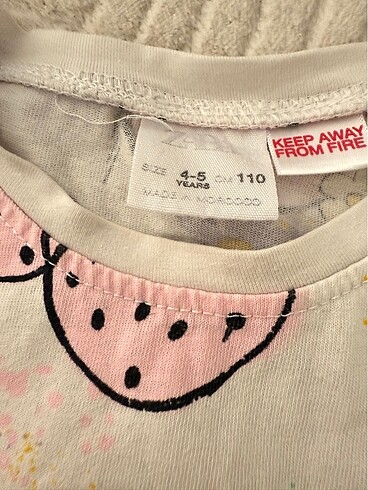 ZARA
SIZE 4-5 YEARS CM 110
MADE IN MOROCCO
KEEP AWAY
FROM FIRE